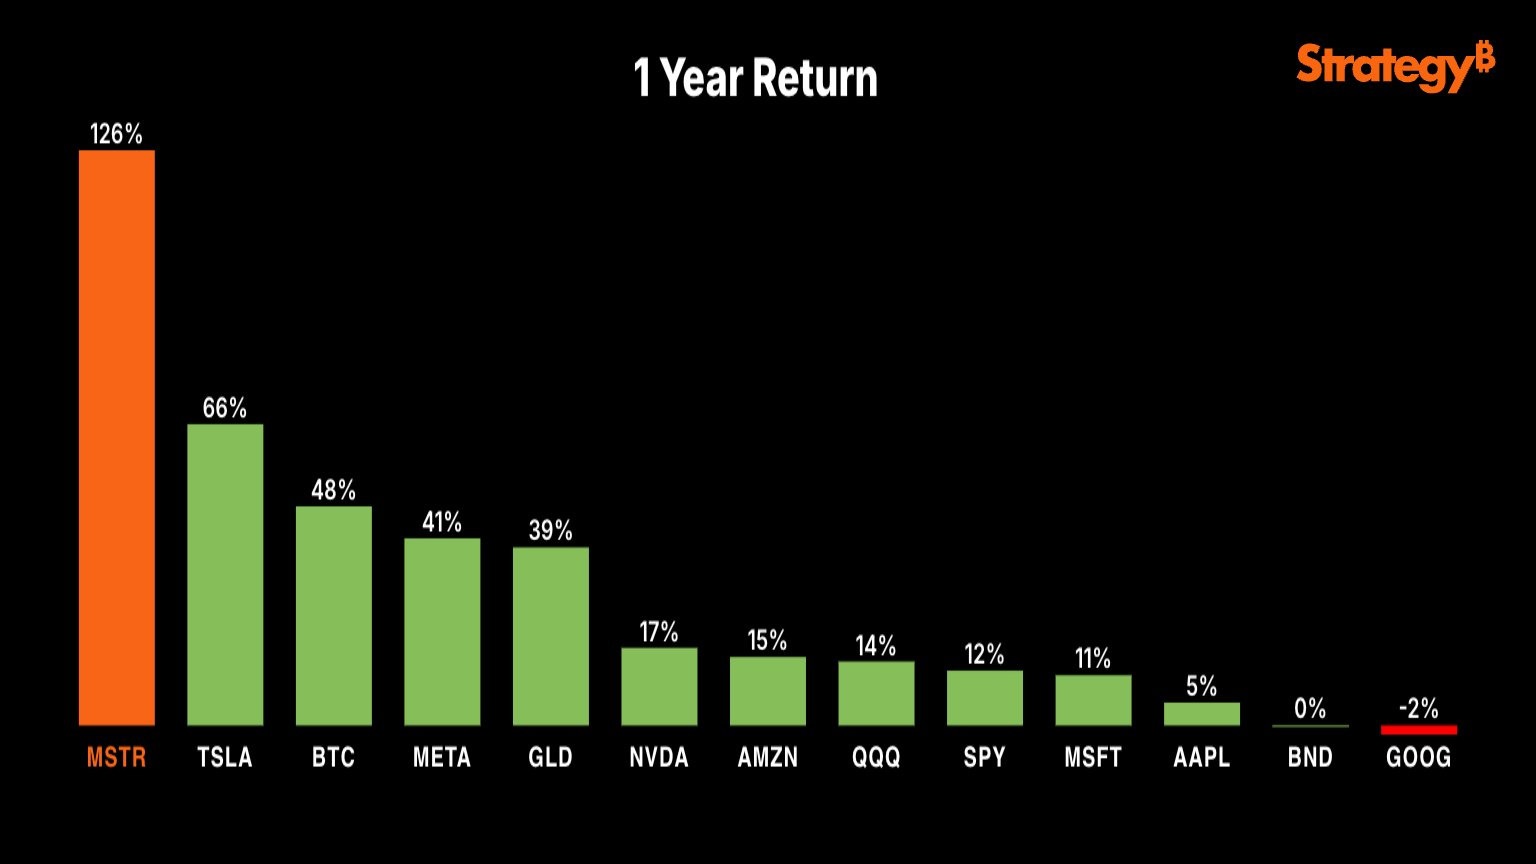 1 Year Return
Strategy₿
126%
66%
48%
41%
39%
17%
15%
14%
12%
11%
5%
0%
-2%
MSTR
TSLA
BTC
META
GLD
NVDA
AMZN
QQQ
SPY
MSFT
AAPL
BND
GOOG